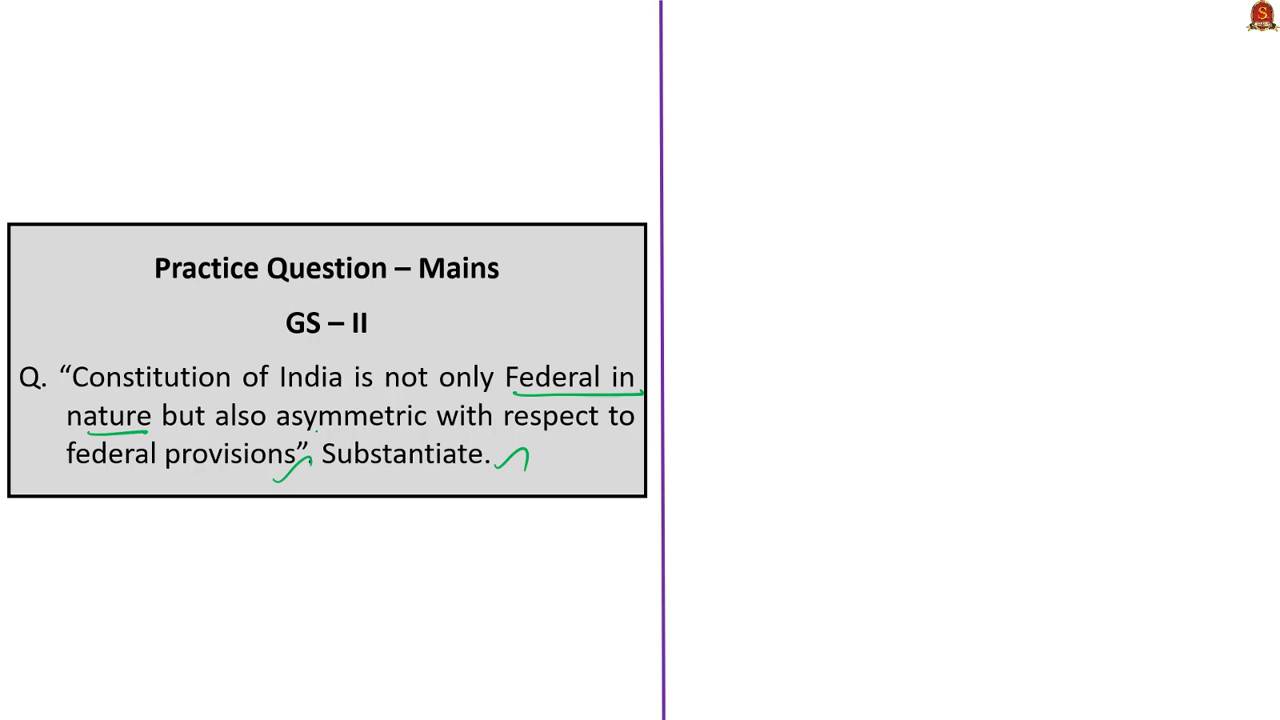 Practice Question – Mains
GS – II
Q. “Constitution of India is not only Federal in
nature but also asymmetric with respect to
federal provisions”. Substantiate.
S